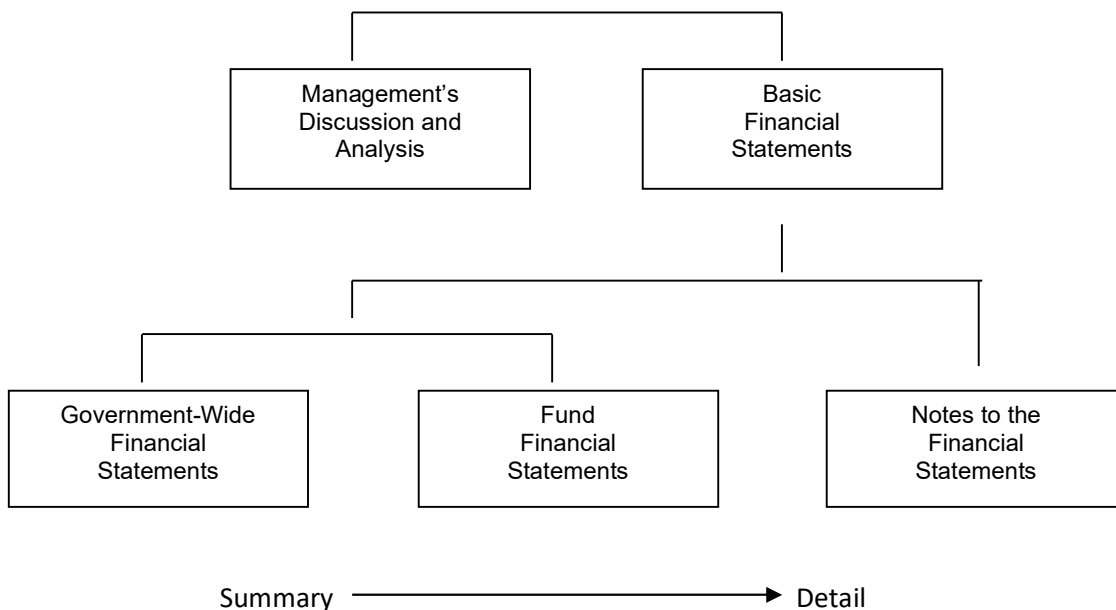 Management’s
Discussion and
Analysis
Basic
Financial
Statements
Government-Wide
Financial
Statements
Fund
Financial
Statements
Notes to the
Financial
Statements
Summary
Detail